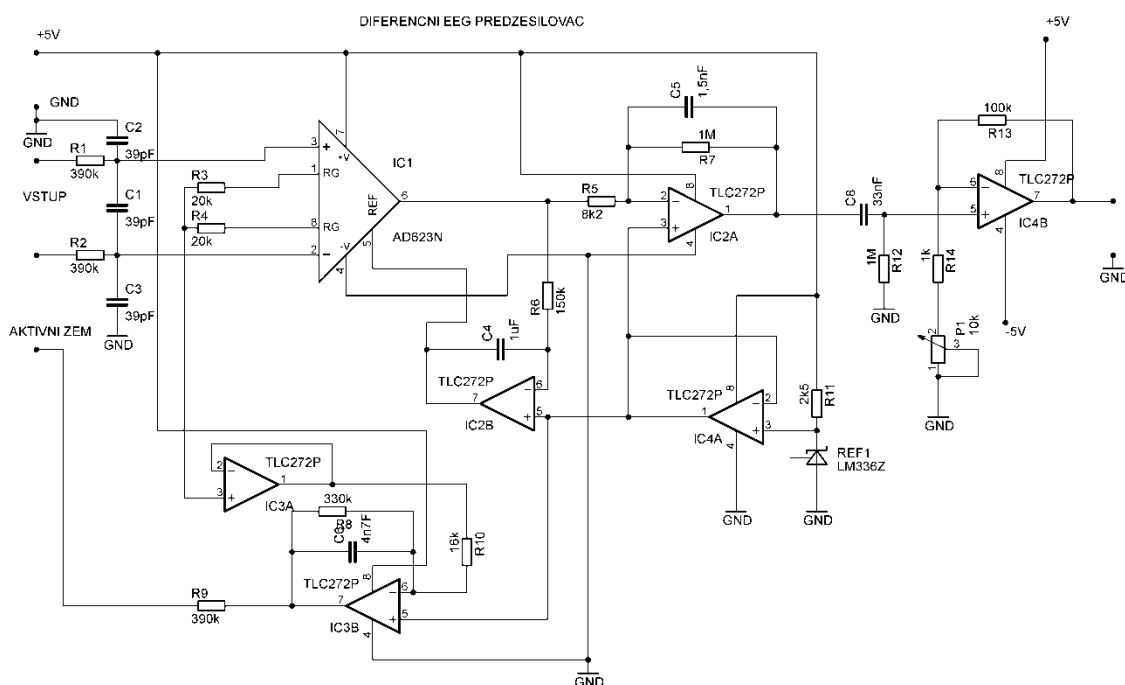 DIFERENCNI EEG PREDZESILOVAC
+5V
+5V
GND
GND
C2
39pF
R1
390k
VSTUP
C1
39pF
R2
390k
C3
39pF
GND
AKTIVNI ZEM
R3
20k
R4
20k
3
+
7
+V
1
RG
IC1
REF
6
8
RG
5
AD623N
2
-
-V
4
C5
1,5nF
1M
R7
R5
8k2
8
TLC272P
2
-
1
3
+
4
IC2A
C8
33nF
1M
R12
GND
100k
R13
8
TLC272P
6
-
7
5
+
4
IC4B
1k
R14
-5V
GND
P1
10k
2
3
1
GND
R6
150k
C4
1uF
TLC272P
6
-
7
5
+
IC2B
TLC272P
8
2
-
1
3
+
4
IC4A
GND
2k5
R11
REF1
LM336Z
GND
TLC272P
2
-
1
3
+
IC3A
330k
R8
C6
4n7F
16k
R10
TLC272P
8
6
-
7
5
+
4
IC3B
R9
390k
GND